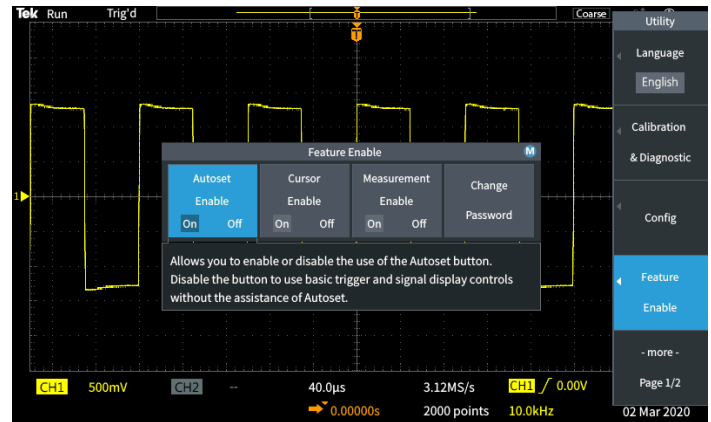 Tek Run Trig'd Coarse
T
Utility
Language
English
Calibration
& Diagnostic
Config
Feature
Enable
- more -
Page 1/2
Feature Enable M
Autoset
Enable
On Off
Cursor
Enable
On Off
Measurement
Enable
On Off
Change
Password
Allows you to enable or disable the use of the Autoset button.
Disable the button to use basic trigger and signal display controls
without the assistance of Autoset.
1
CH1 500mV CH2 -- 40.0μs 3.12MS/s CH1 0.00V
0.00000s 2000 points 10.0kHz 02 Mar 2020